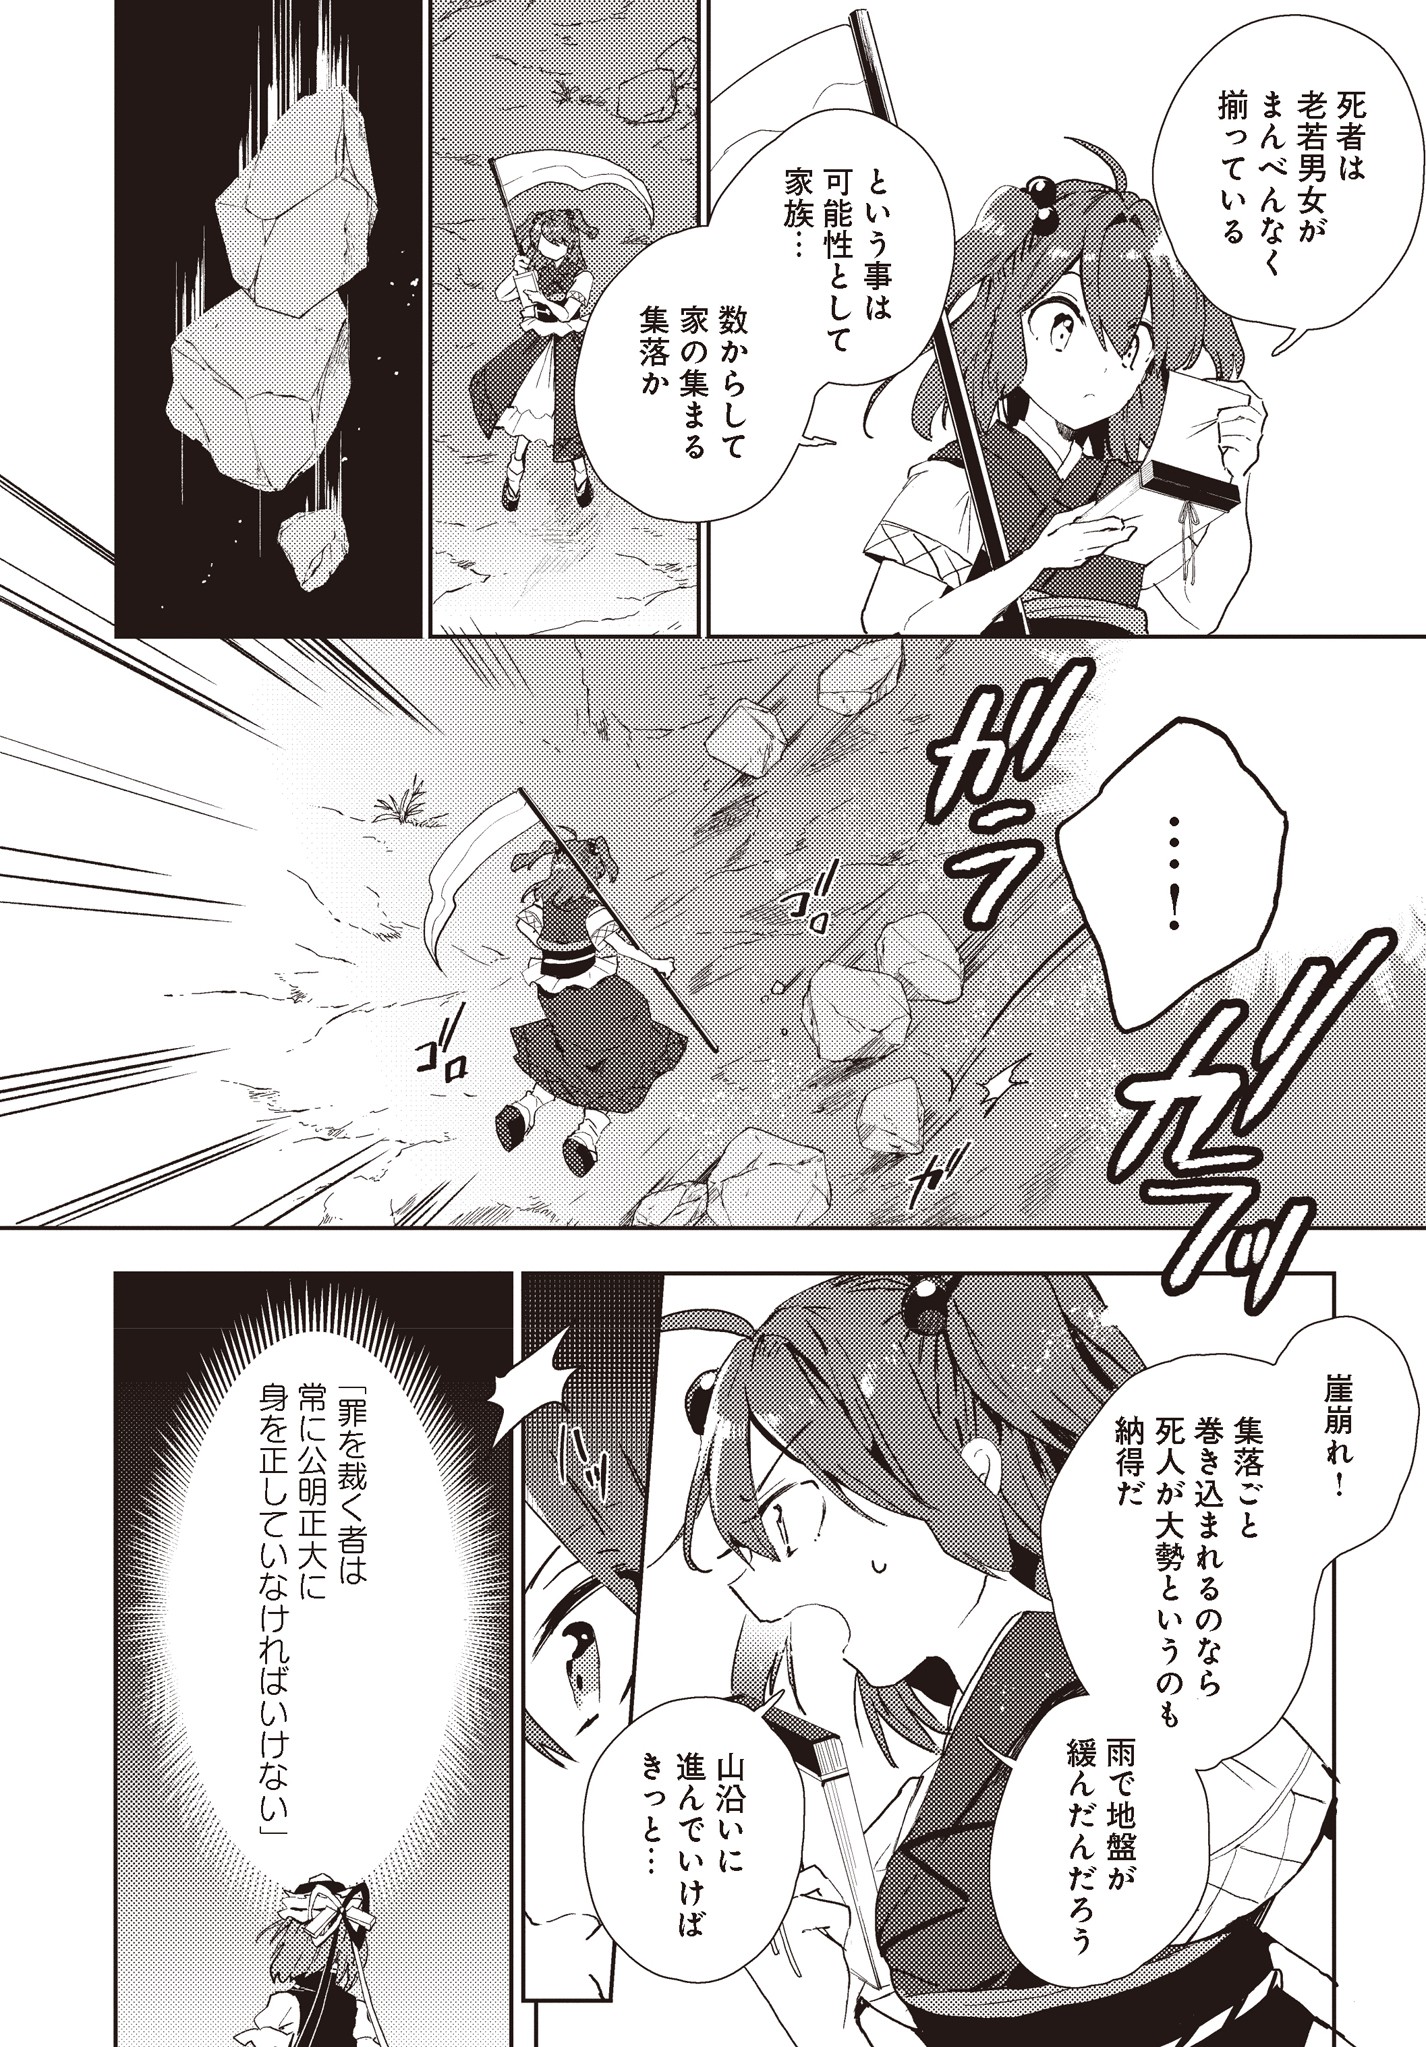 死者は
老若男女が
まんべんなく
揃っている
という事は
可能性として
家族…
数からして
家の集まる
集落か
…！
ガラ
ガラッ
ゴロ
ゴロ
ガ
崖崩れ！
集落ごと
巻き込まれるのなら
死人が大勢というのも
納得だ
雨で地盤が
緩んだんだろう
山沿いに
進んでいけば
きっと…
「罪を裁く者は
常に公明正大に
身を正していなければいけない」